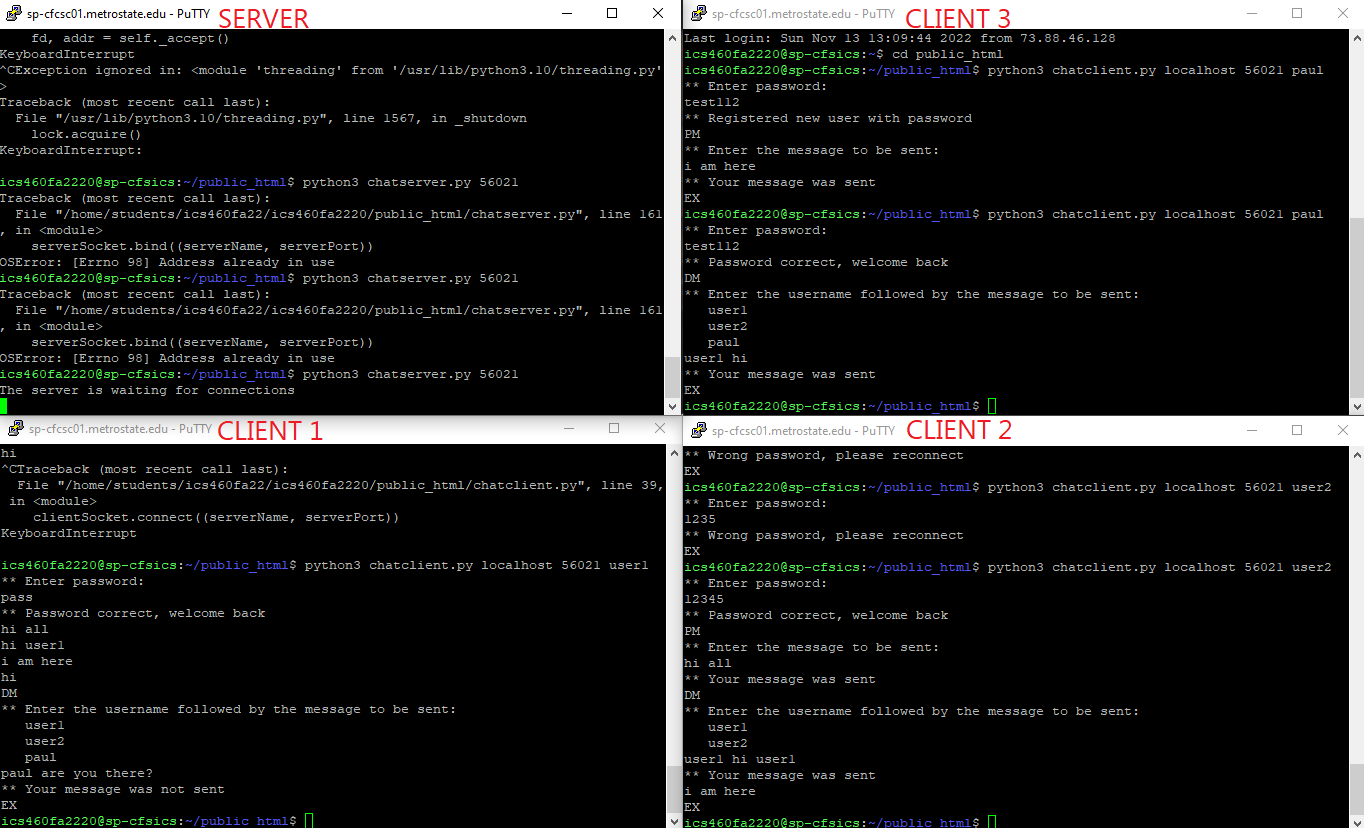 sp-cfcsc01.metrostate.edu - PuTTY SERVER
    fd, addr = self._accept()
KeyboardInterrupt
^CException ignored in: <module 'threading' from '/usr/lib/python3.10/threading.py'
>
Traceback (most recent call last):
  File "/usr/lib/python3.10/threading.py", line 1567, in _shutdown
    lock.acquire()
KeyboardInterrupt:
ics460fa2220@sp-cfsics:~/public_html$ python3 chatserver.py 56021
Traceback (most recent call last):
  File "/home/students/ics460fa22/ics460fa2220/public_html/chatserver.py", line 161
, in <module>
    serverSocket.bind((serverName, serverPort))
OSError: [Errno 98] Address already in use
ics460fa2220@sp-cfsics:~/public_html$ python3 chatserver.py 56021
Traceback (most recent call last):
  File "/home/students/ics460fa22/ics460fa2220/public_html/chatserver.py", line 161
, in <module>
    serverSocket.bind((serverName, serverPort))
OSError: [Errno 98] Address already in use
ics460fa2220@sp-cfsics:~/public_html$ python3 chatserver.py 56021
The server is waiting for connections
sp-cfcsc01.metrostate.edu - PuTTY CLIENT 3
Last login: Sun Nov 13 13:09:44 2022 from 73.88.46.128
ics460fa2220@sp-cfsics:~$ cd public_html
ics460fa2220@sp-cfsics:~/public_html$ python3 chatclient.py localhost 56021 paul
** Enter password:
test112
** Registered new user with password
PM
** Enter the message to be sent:
i am here
** Your message was sent
EX
ics460fa2220@sp-cfsics:~/public_html$ python3 chatclient.py localhost 56021 paul
** Enter password:
test112
** Password correct, welcome back
DM
** Enter the username followed by the message to be sent:
   user1
   user2
   paul
user1 hi
** Your message was sent
EX
ics460fa2220@sp-cfsics:~/public_html$
sp-cfcsc01.metrostate.edu - PuTTY CLIENT 1
hi
^CTraceback (most recent call last):
  File "/home/students/ics460fa22/ics460fa2220/public_html/chatclient.py", line 39,
 in <module>
    clientSocket.connect((serverName, serverPort))
KeyboardInterrupt
ics460fa2220@sp-cfsics:~/public_html$ python3 chatclient.py localhost 56021 user1
** Enter password:
pass
** Password correct, welcome back
hi all
hi user1
i am here
hi
DM
** Enter the username followed by the message to be sent:
   user1
   user2
   paul
paul are you there?
** Your message was not sent
EX
ics460fa2220@sp-cfsics:~/public_html$
sp-cfcsc01.metrostate.edu - PuTTY CLIENT 2
** Wrong password, please reconnect
EX
ics460fa2220@sp-cfsics:~/public_html$ python3 chatclient.py localhost 56021 user2
** Enter password:
1235
** Wrong password, please reconnect
EX
ics460fa2220@sp-cfsics:~/public_html$ python3 chatclient.py localhost 56021 user2
** Enter password:
12345
** Password correct, welcome back
PM
** Enter the message to be sent:
hi all
** Your message was sent
DM
** Enter the username followed by the message to be sent:
   user1
   user2
user1 hi user1
** Your message was sent
i am here
EX
ics460fa2220@sp-cfsics:~/public_html$